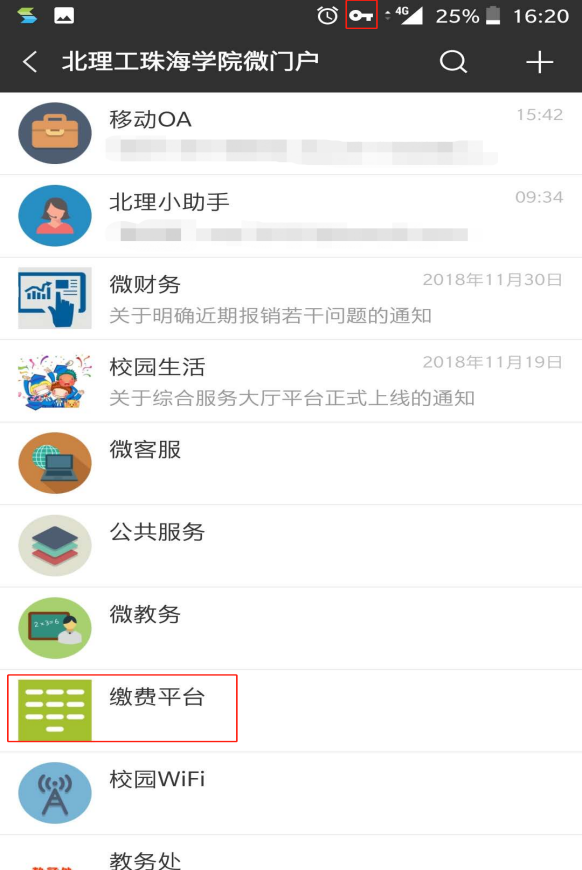 4G 25% 16:20
北理工珠海学院微门户
移动OA 15:42
北理小助手 09:34
微财务 2018年11月30日
关于明确近期报销若干问题的通知
校园生活 2018年11月19日
关于综合服务大厅平台正式上线的通知
微客服
公共服务
微教务
2×3=6
缴费平台
校园WiFi
教务处